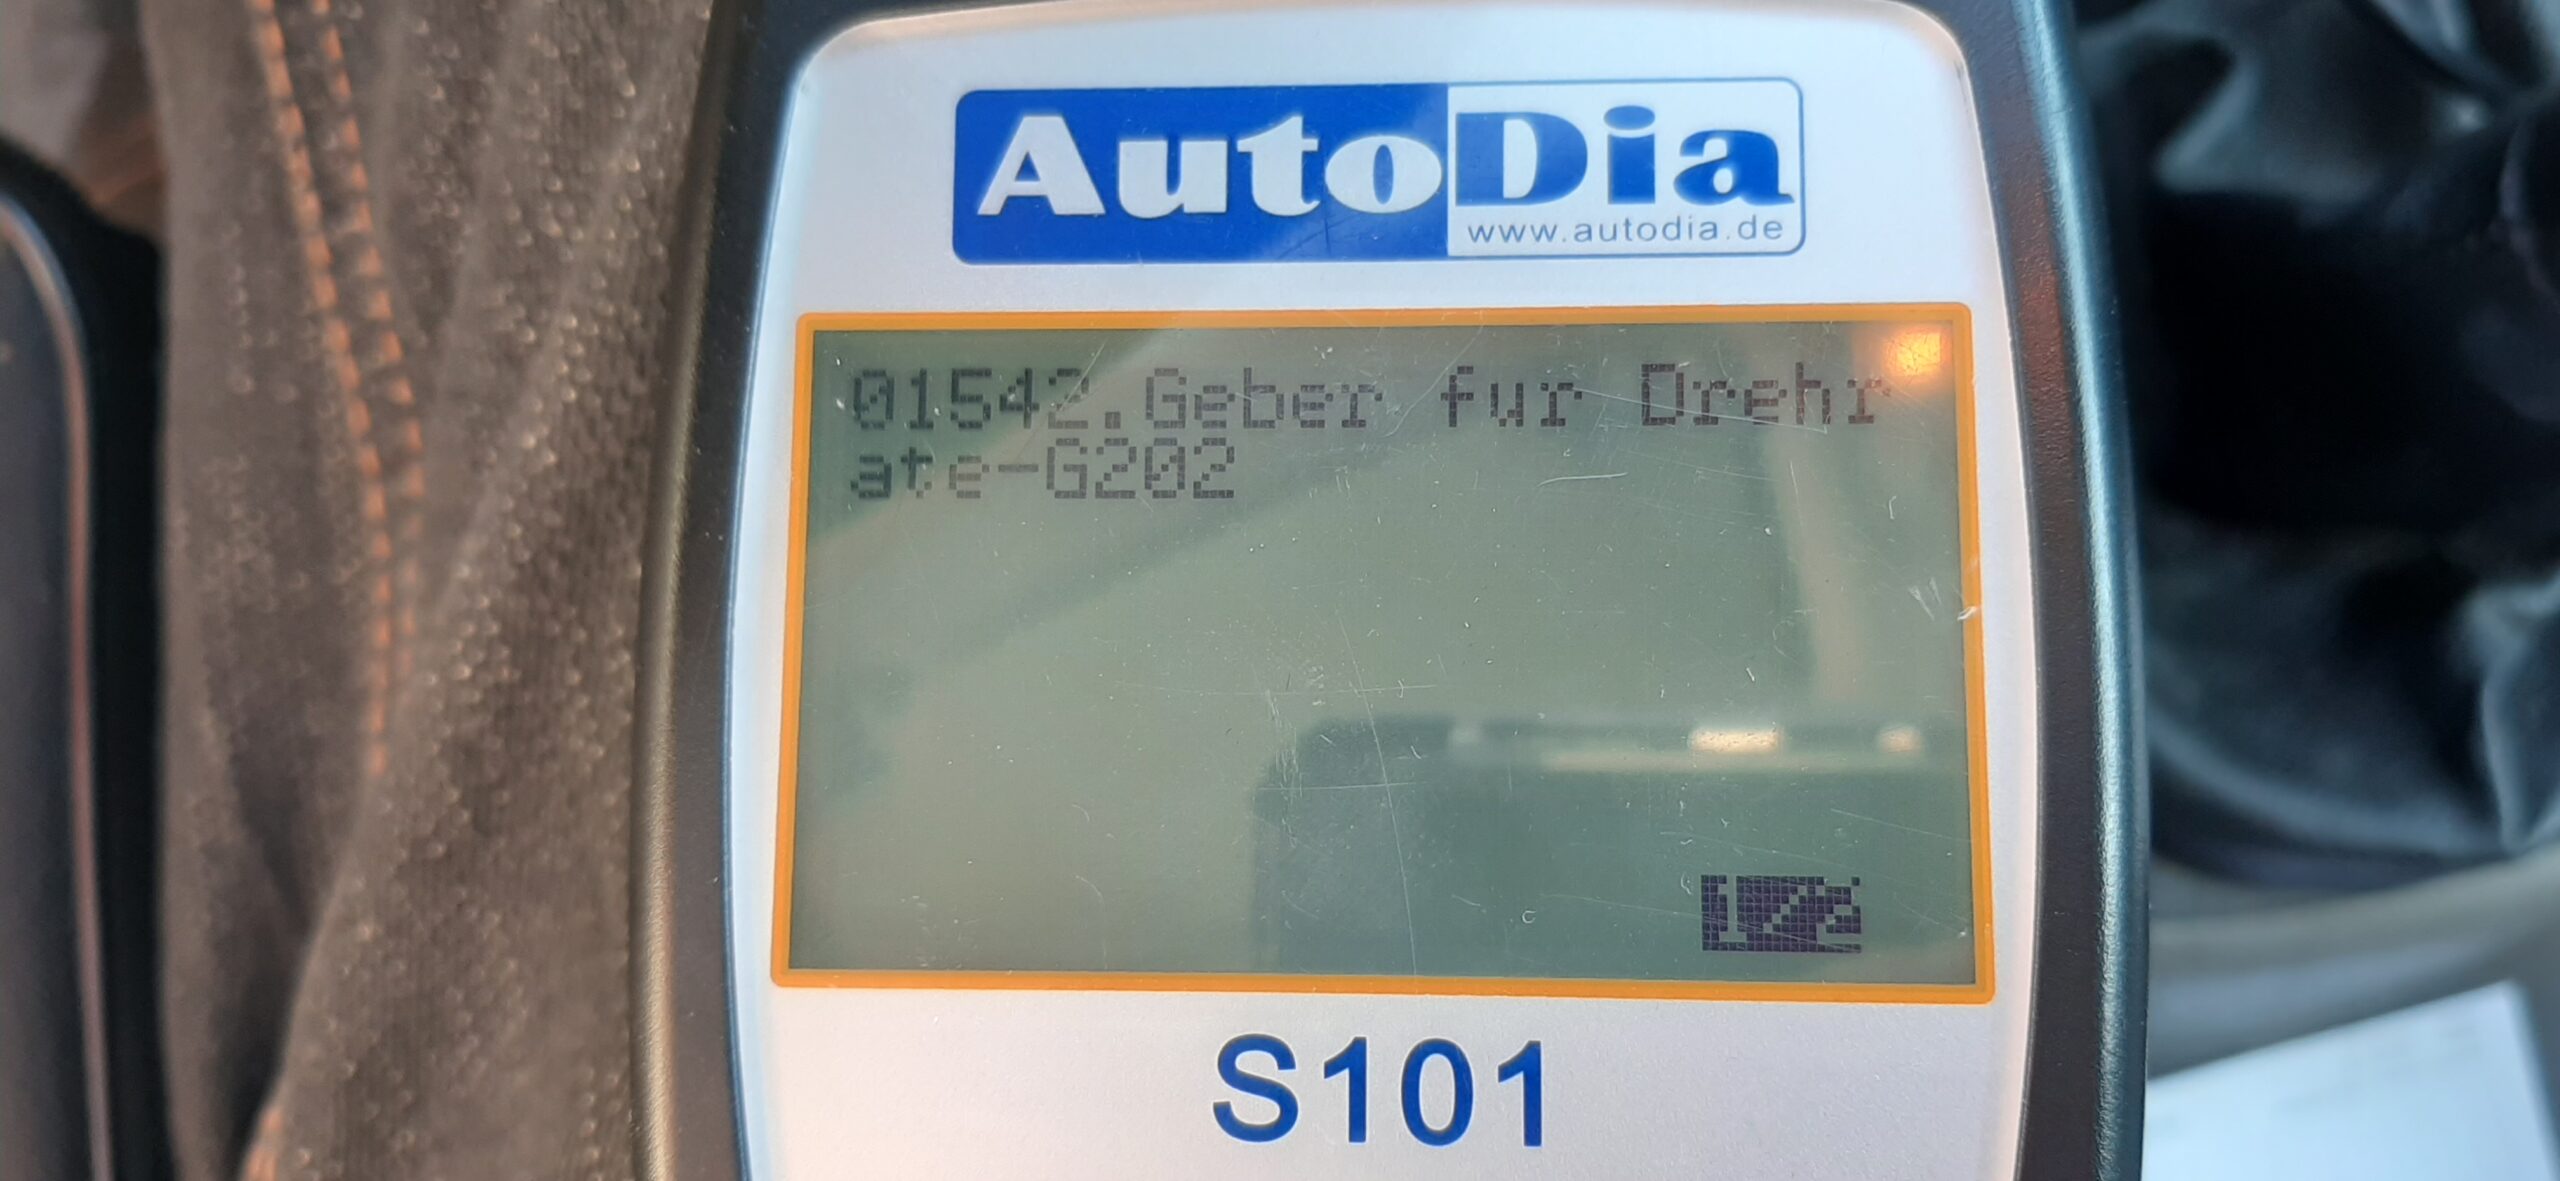 AutoDia
www.autodia.de
01542.Geber fur Drehr
ate-G202
S101